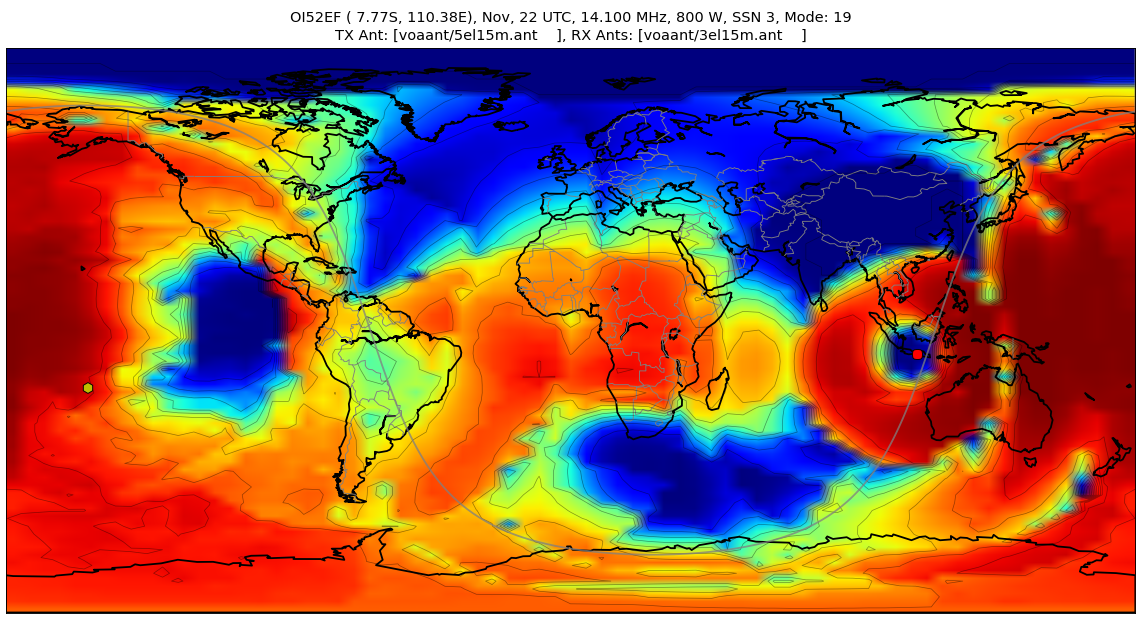 OI52EF ( 7.77S, 110.38E), Nov, 22 UTC, 14.100 MHz, 800 W, SSN 3, Mode: 19
TX Ant: [voaant/5el15m.ant    ], RX Ants: [voaant/3el15m.ant    ]